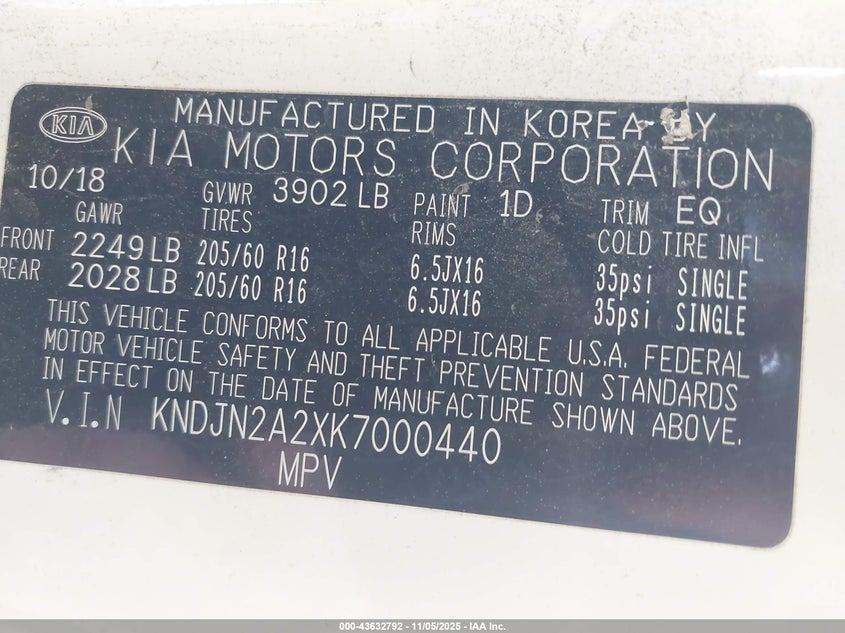 KIA
MANUFACTURED IN KOREA BY
KIA MOTORS CORPORATION
10/18 GVWR 3902 LB PAINT 1D TRIM EQ
GAWR TIRES RIMS COLD TIRE INFL
FRONT 2249 LB 205/60 R16 6.5JX16 35psi SINGLE
REAR 2028 LB 205/60 R16 6.5JX16 35psi SINGLE
THIS VEHICLE CONFORMS TO ALL APPLICABLE U.S.A. FEDERAL
MOTOR VEHICLE SAFETY AND THEFT PREVENTION STANDARDS
IN EFFECT ON THE DATE OF MANUFACTURE SHOWN ABOVE.
V.I.N KNDJN2A2XK7000440
MPV
000-43632792 - 11/05/2025 - IAA Inc.